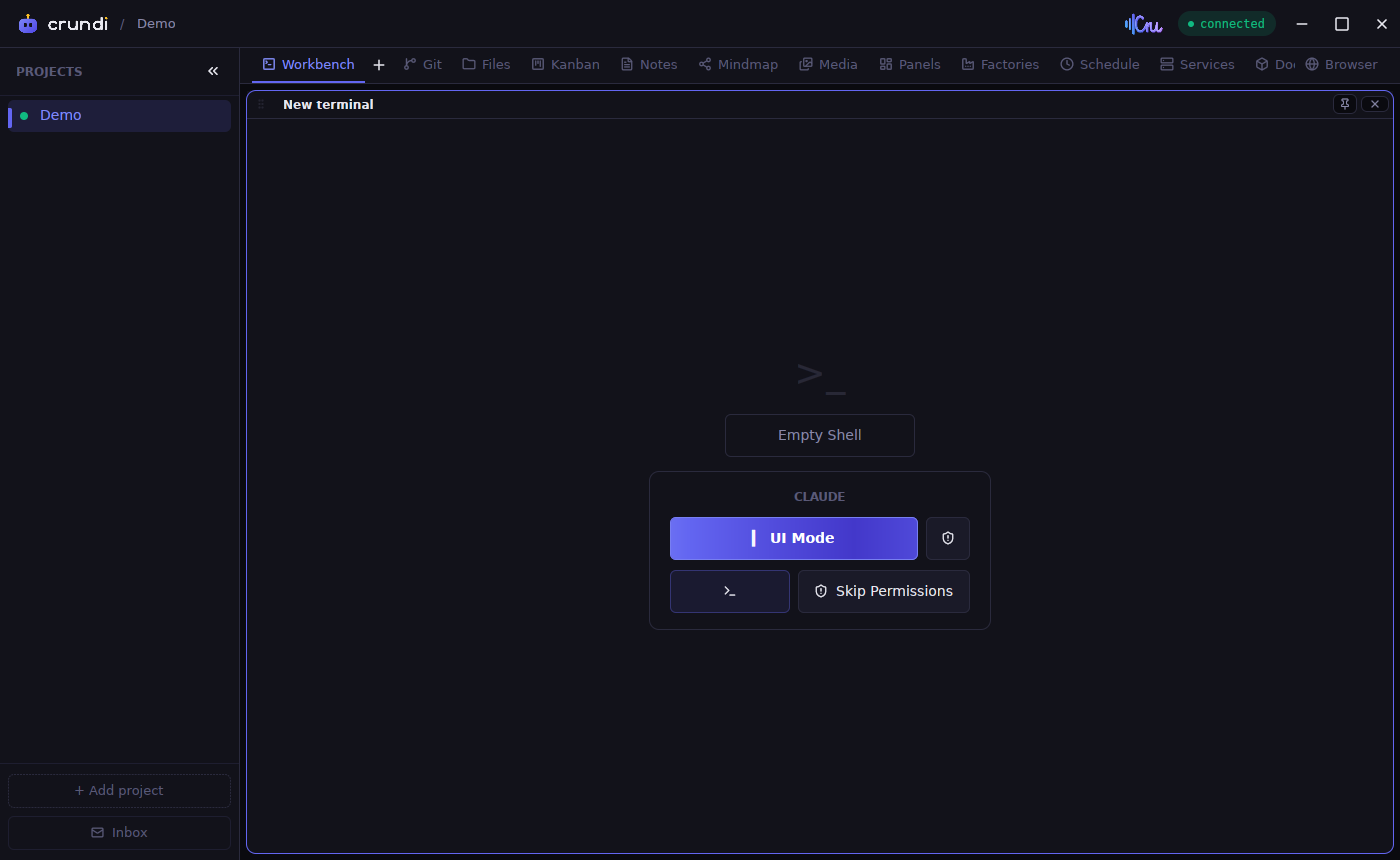 crundi / Demo
Cru
connected
PROJECTS
Workbench + Git Files Kanban Notes Mindmap Media Panels Factories Schedule Services Browser
Demo
New terminal
>_
Empty Shell
CLAUDE
UI Mode
Skip Permissions
+ Add project
Inbox